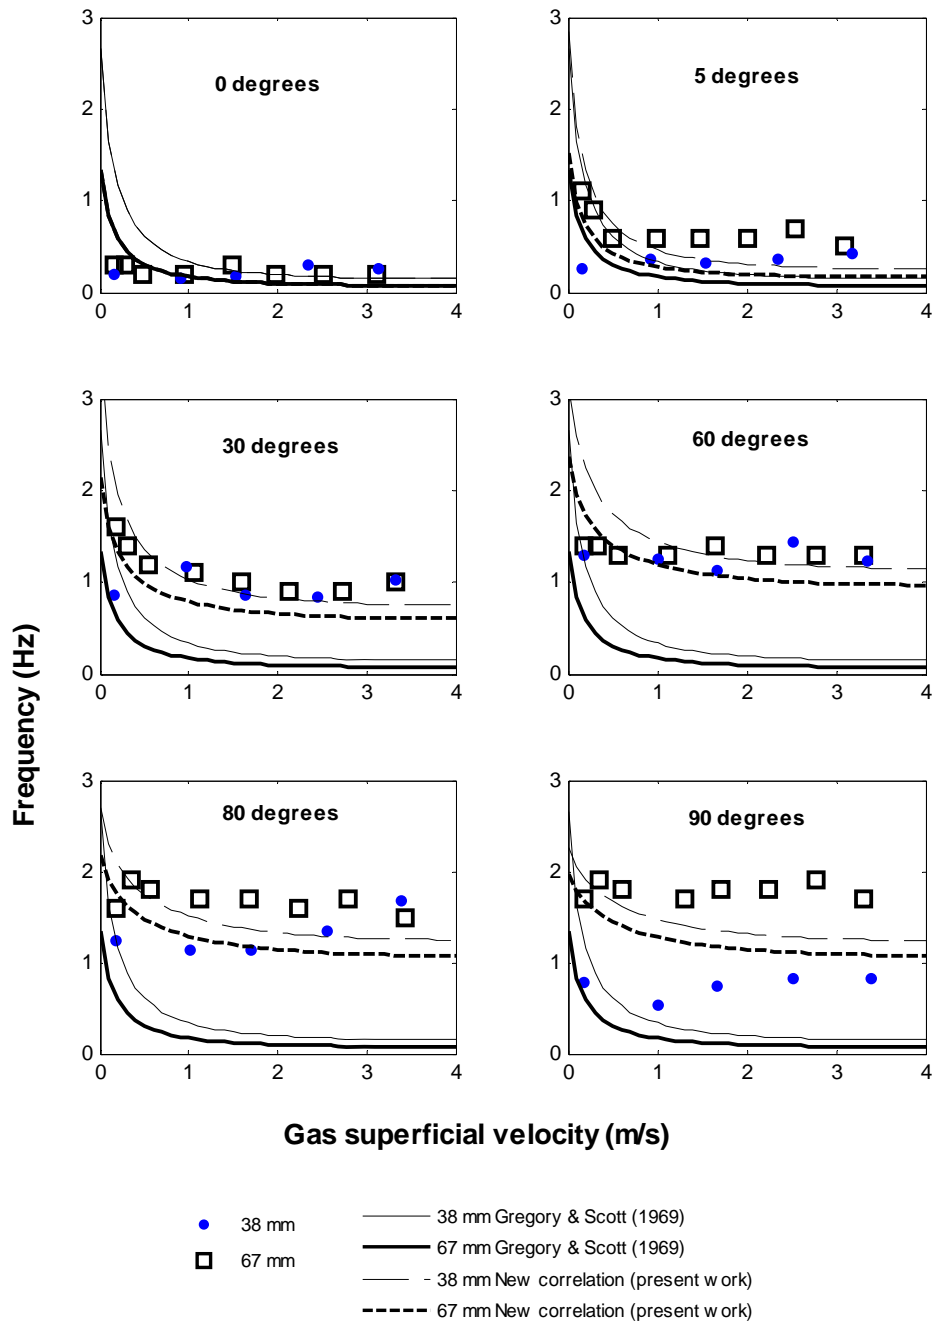 3
3
0 degrees
5 degrees
2
2
1
1
0
0
0 1 2 3 4
0 1 2 3 4
3
3
30 degrees
60 degrees
2
2
1
1
0
0
0 1 2 3 4
0 1 2 3 4
Frequency (Hz)
3
3
80 degrees
90 degrees
2
2
1
1
0
0
0 1 2 3 4
0 1 2 3 4
Gas superficial velocity (m/s)
38 mm
67 mm
38 mm Gregory & Scott (1969)
67 mm Gregory & Scott (1969)
38 mm New correlation (present work)
67 mm New correlation (present work)